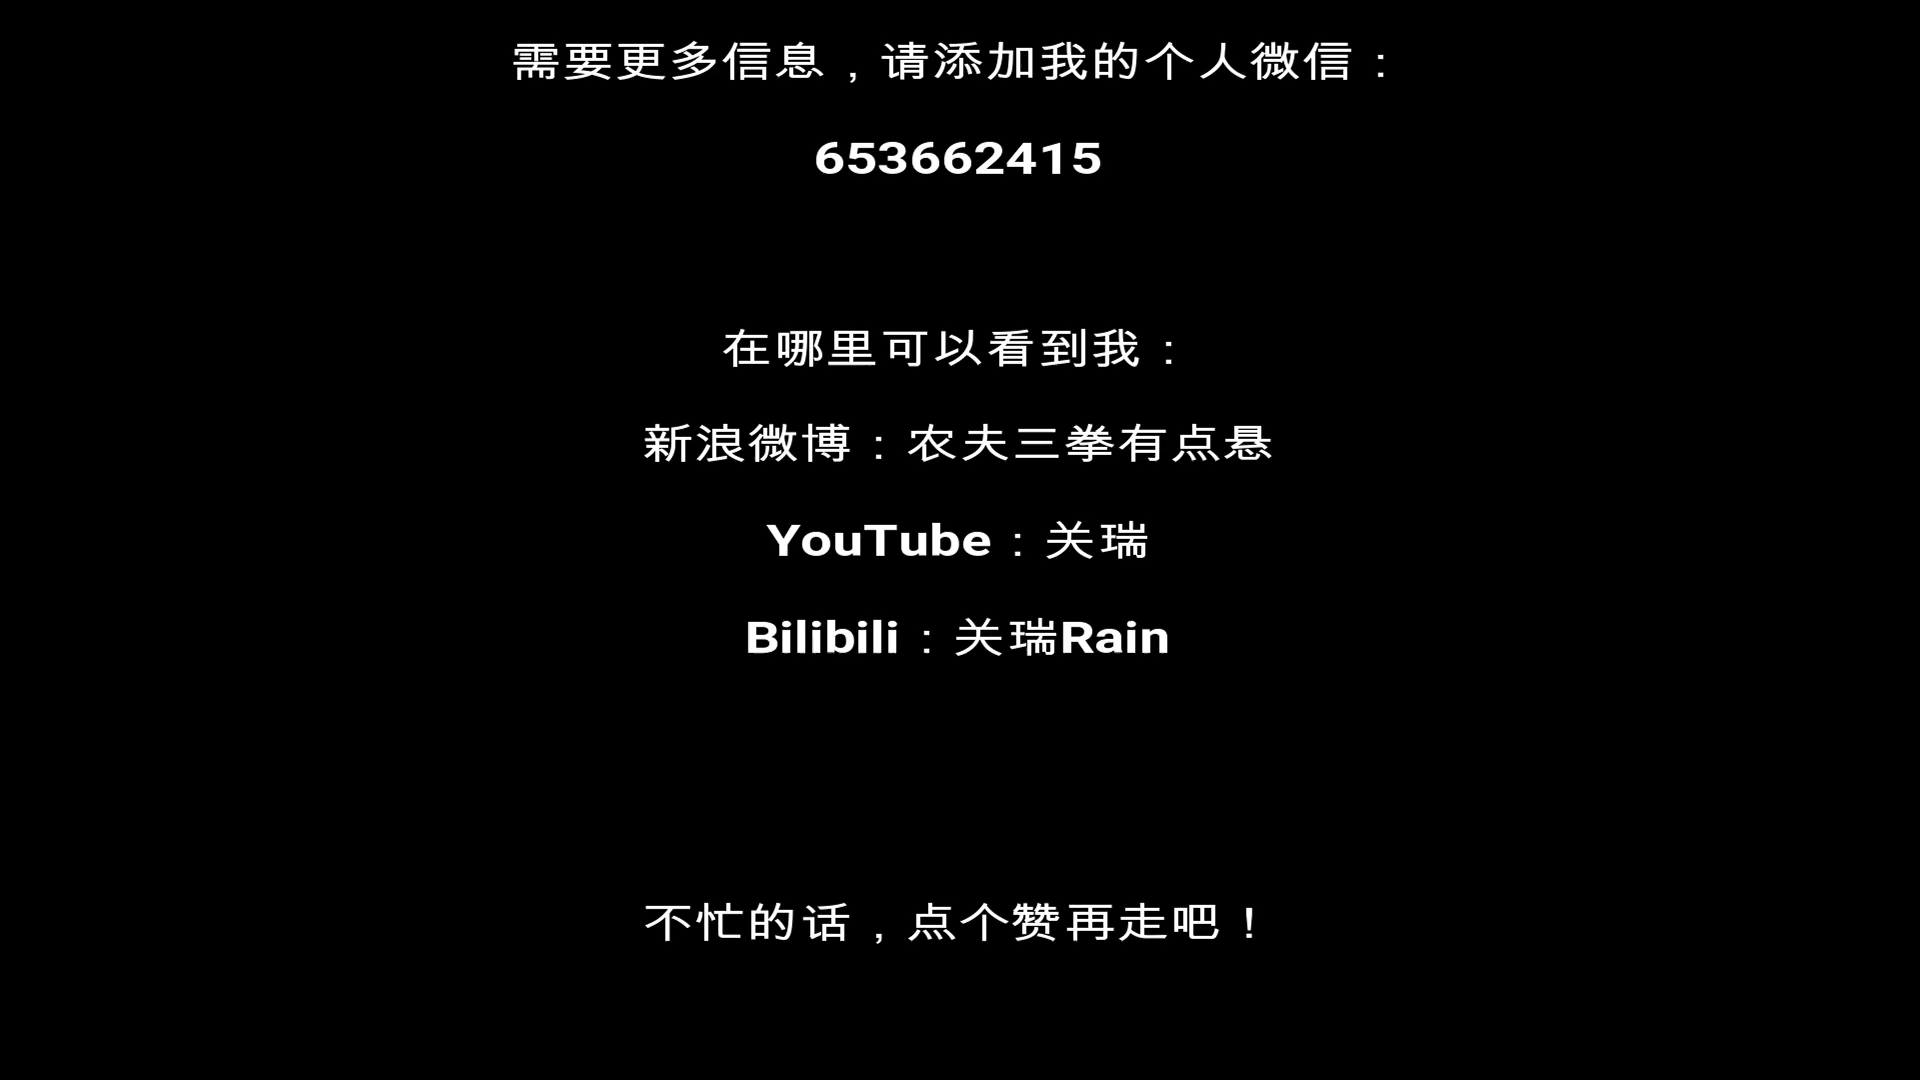 需要更多信息，请添加我的个人微信：
653662415
在哪里可以看到我：
新浪微博：农夫三拳有点悬
YouTube：关瑞
Bilibili：关瑞Rain
不忙的话，点个赞再走吧！